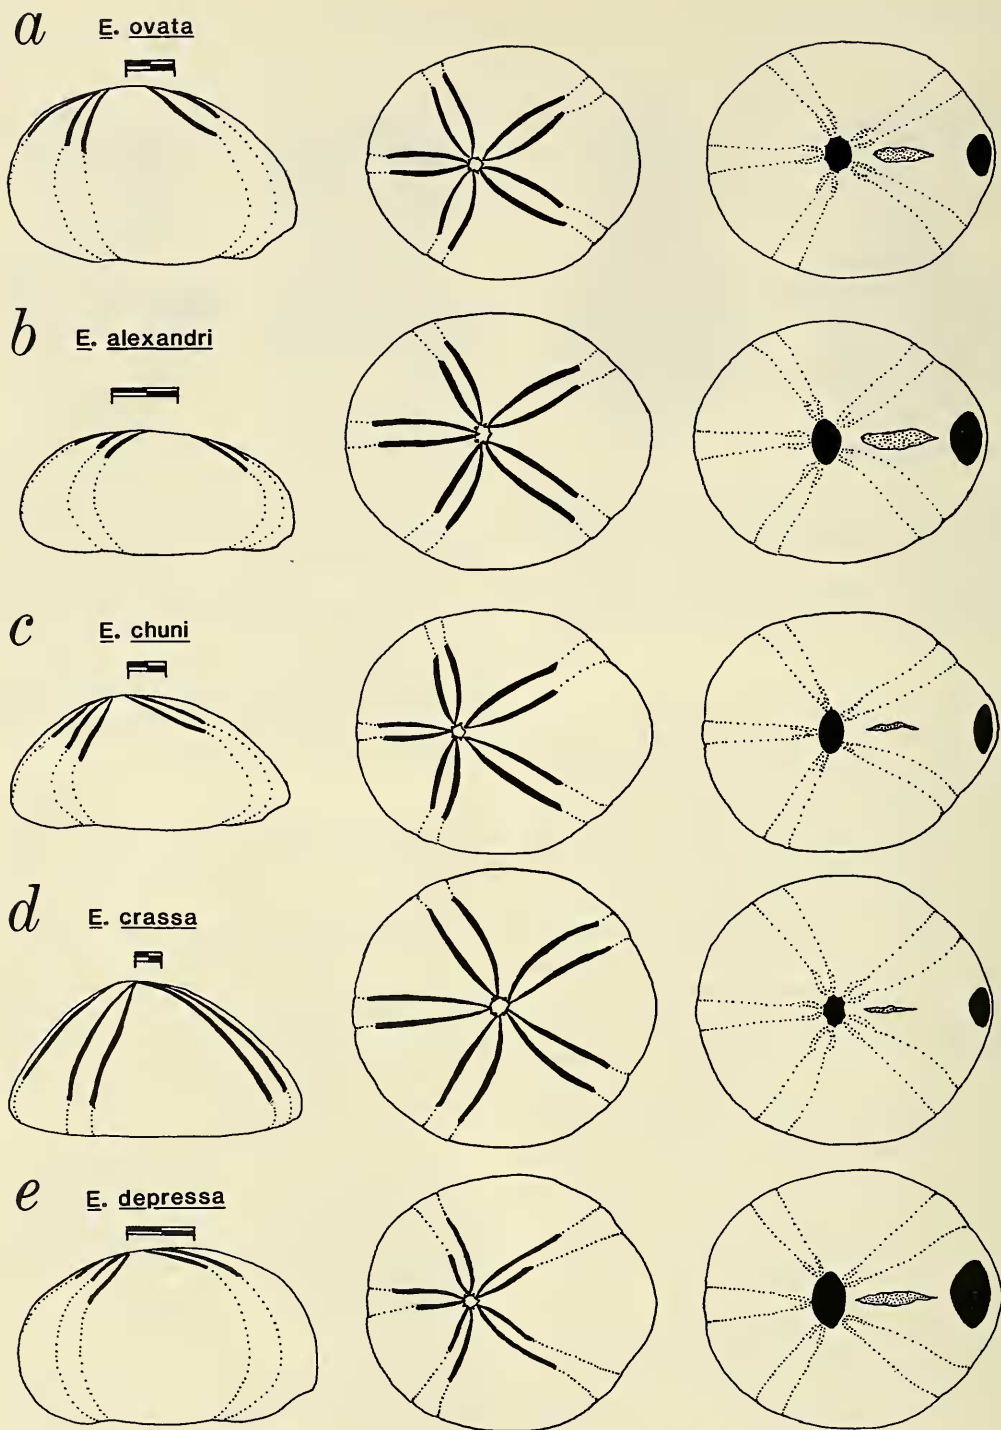 a E. ovata
b E. alexandri
c E. chuni
d E. crassa
e E. depressa